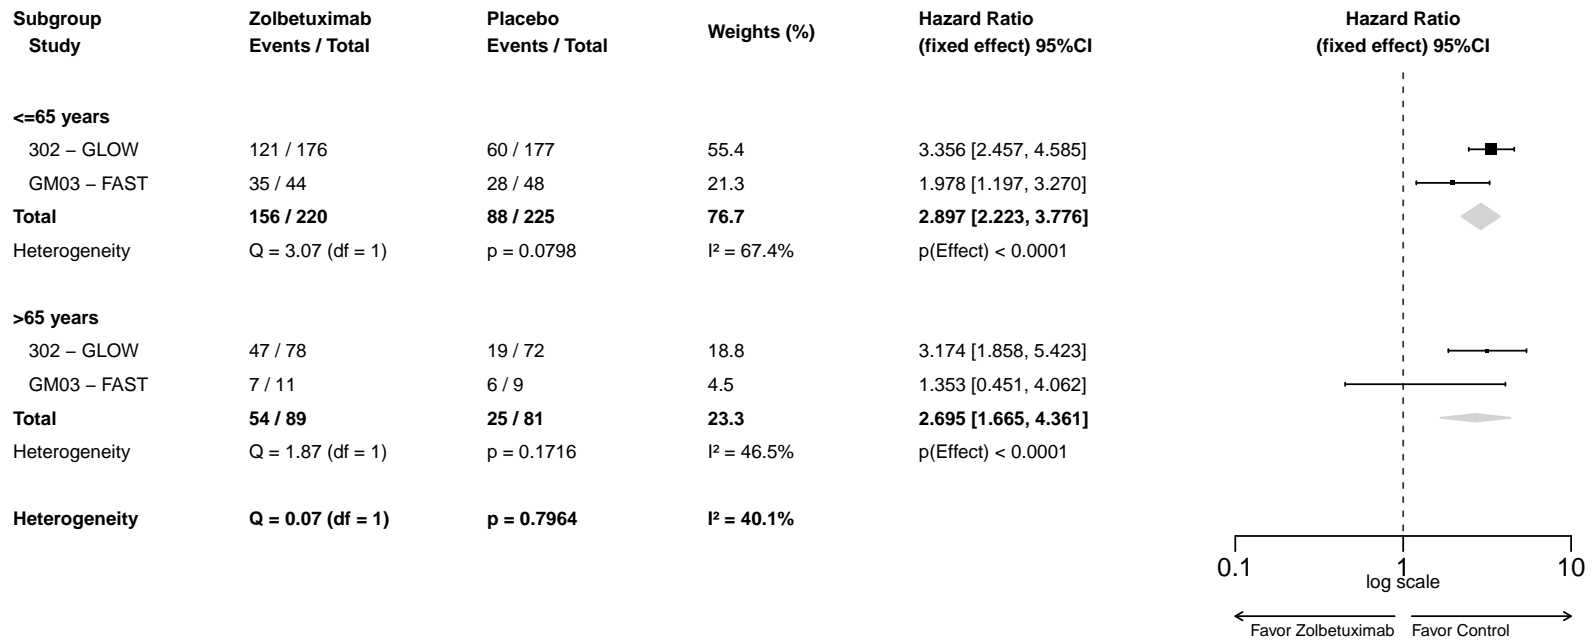 Subgroup Zolbetuximab Placebo Weights (%) Hazard Ratio Hazard Ratio
Study Events / Total Events / Total (fixed effect) 95%CI (fixed effect) 95%CI
<=65 years
302 – GLOW 121 / 176 60 / 177 55.4 3.356 [2.457, 4.585]
GM03 – FAST 35 / 44 28 / 48 21.3 1.978 [1.197, 3.270]
Total 156 / 220 88 / 225 76.7 2.897 [2.223, 3.776]
Heterogeneity Q = 3.07 (df = 1) p = 0.0798 I² = 67.4% p(Effect) < 0.0001
>65 years
302 – GLOW 47 / 78 19 / 72 18.8 3.174 [1.858, 5.423]
GM03 – FAST 7 / 11 6 / 9 4.5 1.353 [0.451, 4.062]
Total 54 / 89 25 / 81 23.3 2.695 [1.665, 4.361]
Heterogeneity Q = 1.87 (df = 1) p = 0.1716 I² = 46.5% p(Effect) < 0.0001
Heterogeneity Q = 0.07 (df = 1) p = 0.7964 I² = 40.1%
0.1 1 10
log scale
Favor Zolbetuximab Favor Control